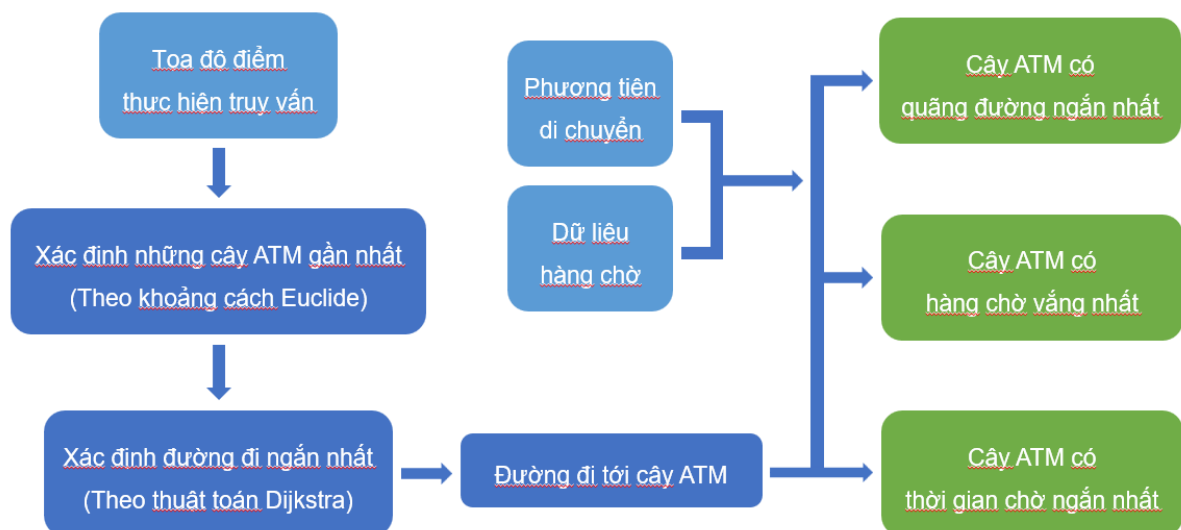 Tọa độ điểm
thực hiện truy vấn
Xác định những cây ATM gần nhất
(Theo khoảng cách Euclide)
Xác định đường đi ngắn nhất
(Theo thuật toán Dijkstra)
Đường đi tới cây ATM
Phương tiện
di chuyển
Dữ liệu
hàng chờ
Cây ATM có
quãng đường ngắn nhất
Cây ATM có
hàng chờ vắng nhất
Cây ATM có
thời gian chờ ngắn nhất